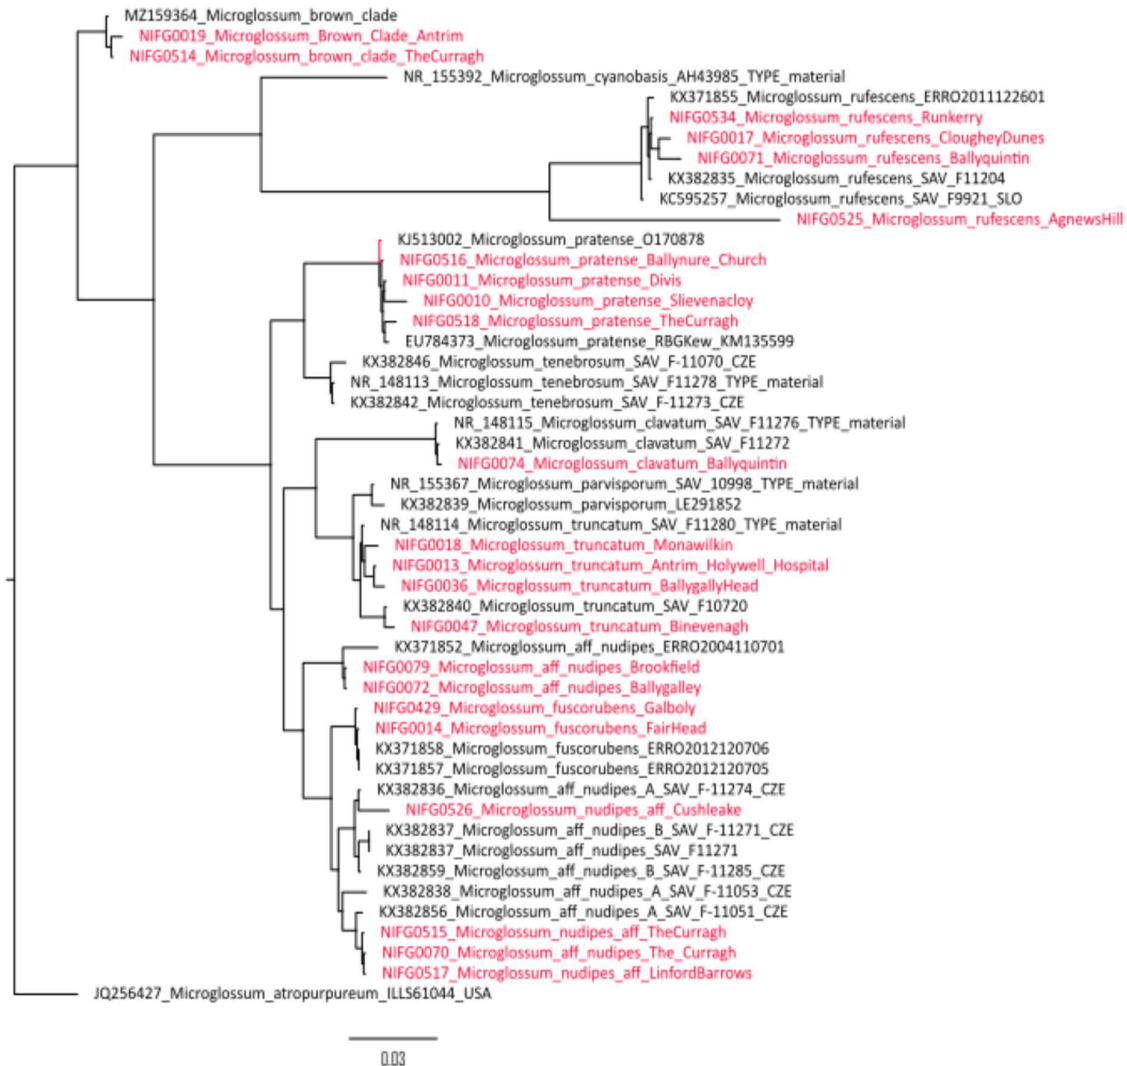 MZ159364_Microglossum_brown_clade
NIFG0019_Microglossum_Brown_Clade_Antrim
NIFG0514_Microglossum_brown_clade_TheCurragh
NR_155392_Microglossum_cyanobasis_AH43985_TYPE_material
KX371855_Microglossum_rufescens_ERRO2011122601
NIFG0534_Microglossum_rufescens_Runkerry
NIFG0017_Microglossum_rufescens_ClougheyDunes
NIFG0071_Microglossum_rufescens_Ballyquintin
KX382835_Microglossum_rufescens_SAV_F11204
KC595257_Microglossum_rufescens_SAV_F9921_SLO
NIFG0525_Microglossum_rufescens_AgnewsHill
KJ513002_Microglossum_pratense_O170878
NIFG0516_Microglossum_pratense_Ballynure_Church
NIFG0011_Microglossum_pratense_Divis
NIFG0010_Microglossum_pratense_Slievenacloy
NIFG0518_Microglossum_pratense_TheCurragh
EU784373_Microglossum_pratense_RBGKew_KM135599
KX382846_Microglossum_tenebrosum_SAV_F-11070_CZE
NR_148113_Microglossum_tenebrosum_SAV_F11278_TYPE_material
KX382842_Microglossum_tenebrosum_SAV_F-11273_CZE
NR_148115_Microglossum_clavatum_SAV_F11276_TYPE_material
KX382841_Microglossum_clavatum_SAV_F11272
NIFG0074_Microglossum_clavatum_Ballyquintin
NR_155367_Microglossum_parvisporum_SAV_10998_TYPE_material
KX382839_Microglossum_parvisporum_LE291852
NR_148114_Microglossum_truncatum_SAV_F11280_TYPE_material
NIFG0018_Microglossum_truncatum_Monawilkin
NIFG0013_Microglossum_truncatum_Antrim_Holywell_Hospital
NIFG0036_Microglossum_truncatum_BallygallyHead
KX382840_Microglossum_truncatum_SAV_F10720
NIFG0047_Microglossum_truncatum_Binevenagh
KX371852_Microglossum_aff_nudipes_ERRO2004110701
NIFG0079_Microglossum_aff_nudipes_Brookfield
NIFG0072_Microglossum_aff_nudipes_Ballygalley
NIFG0429_Microglossum_fuscorubens_Galboly
NIFG0014_Microglossum_fuscorubens_FairHead
KX371858_Microglossum_fuscorubens_ERRO2012120706
KX371857_Microglossum_fuscorubens_ERRO2012120705
KX382836_Microglossum_aff_nudipes_A_SAV_F-11274_CZE
NIFG0526_Microglossum_nudipes_aff_Cushleake
KX382837_Microglossum_aff_nudipes_B_SAV_F-11271_CZE
KX382837_Microglossum_aff_nudipes_SAV_F11271
KX382859_Microglossum_aff_nudipes_B_SAV_F-11285_CZE
KX382838_Microglossum_aff_nudipes_A_SAV_F-11053_CZE
KX382856_Microglossum_aff_nudipes_A_SAV_F-11051_CZE
NIFG0515_Microglossum_nudipes_aff_TheCurragh
NIFG0070_Microglossum_aff_nudipes_The_Curragh
NIFG0517_Microglossum_nudipes_aff_LinfordBarrows
JQ256427_Microglossum_atropurpureum_ILLS61044_USA
0.03